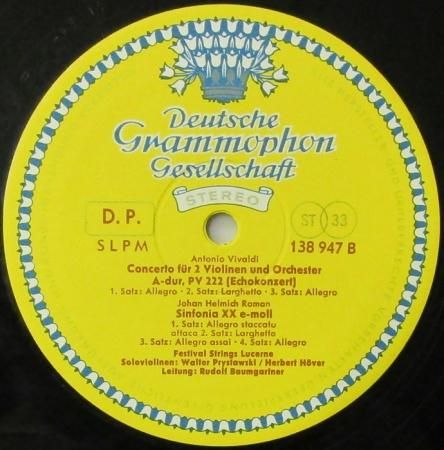 Deutsche
Grammophon
Gesellschaft
STEREO
D. P.
ST 33
SLPM
138 947 B
Antonio Vivaldi
Concerto für 2 Violinen und Orchester
A-dur, PV 222 (Echokonzert)
1. Satz: Allegro · 2. Satz: Larghetto · 3. Satz: Allegro
Johan Helmich Roman
Sinfonia XX e-moll
1. Satz: Allegro staccato
attaca 2. Satz: Larghetto
3. Satz: Allegro assai · 4. Satz: Allegro
Festival Strings Lucerne
Soloviolinen: Walter Prystawski / Herbert Höver
Leitung: Rudolf Baumgartner